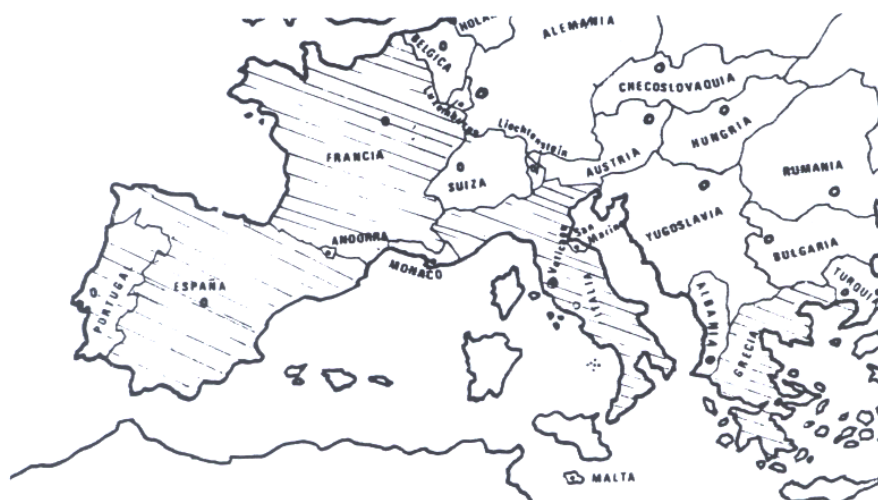 HOLAN
ALEMANIA
BELGICA
CHECOSLOVAQUIA
Luxemburgo
Liechtenstein
HUNGRIA
FRANCIA
AUSTRIA
SUIZA
RUMANIA
San
Marino
YUGOSLAVIA
ANDORRA
Vaticano
BULGARIA
MONACO
TURQUIA
ESPAÑA
PORTUGAL
ITALIA
ALBANIA
GRECIA
MALTA